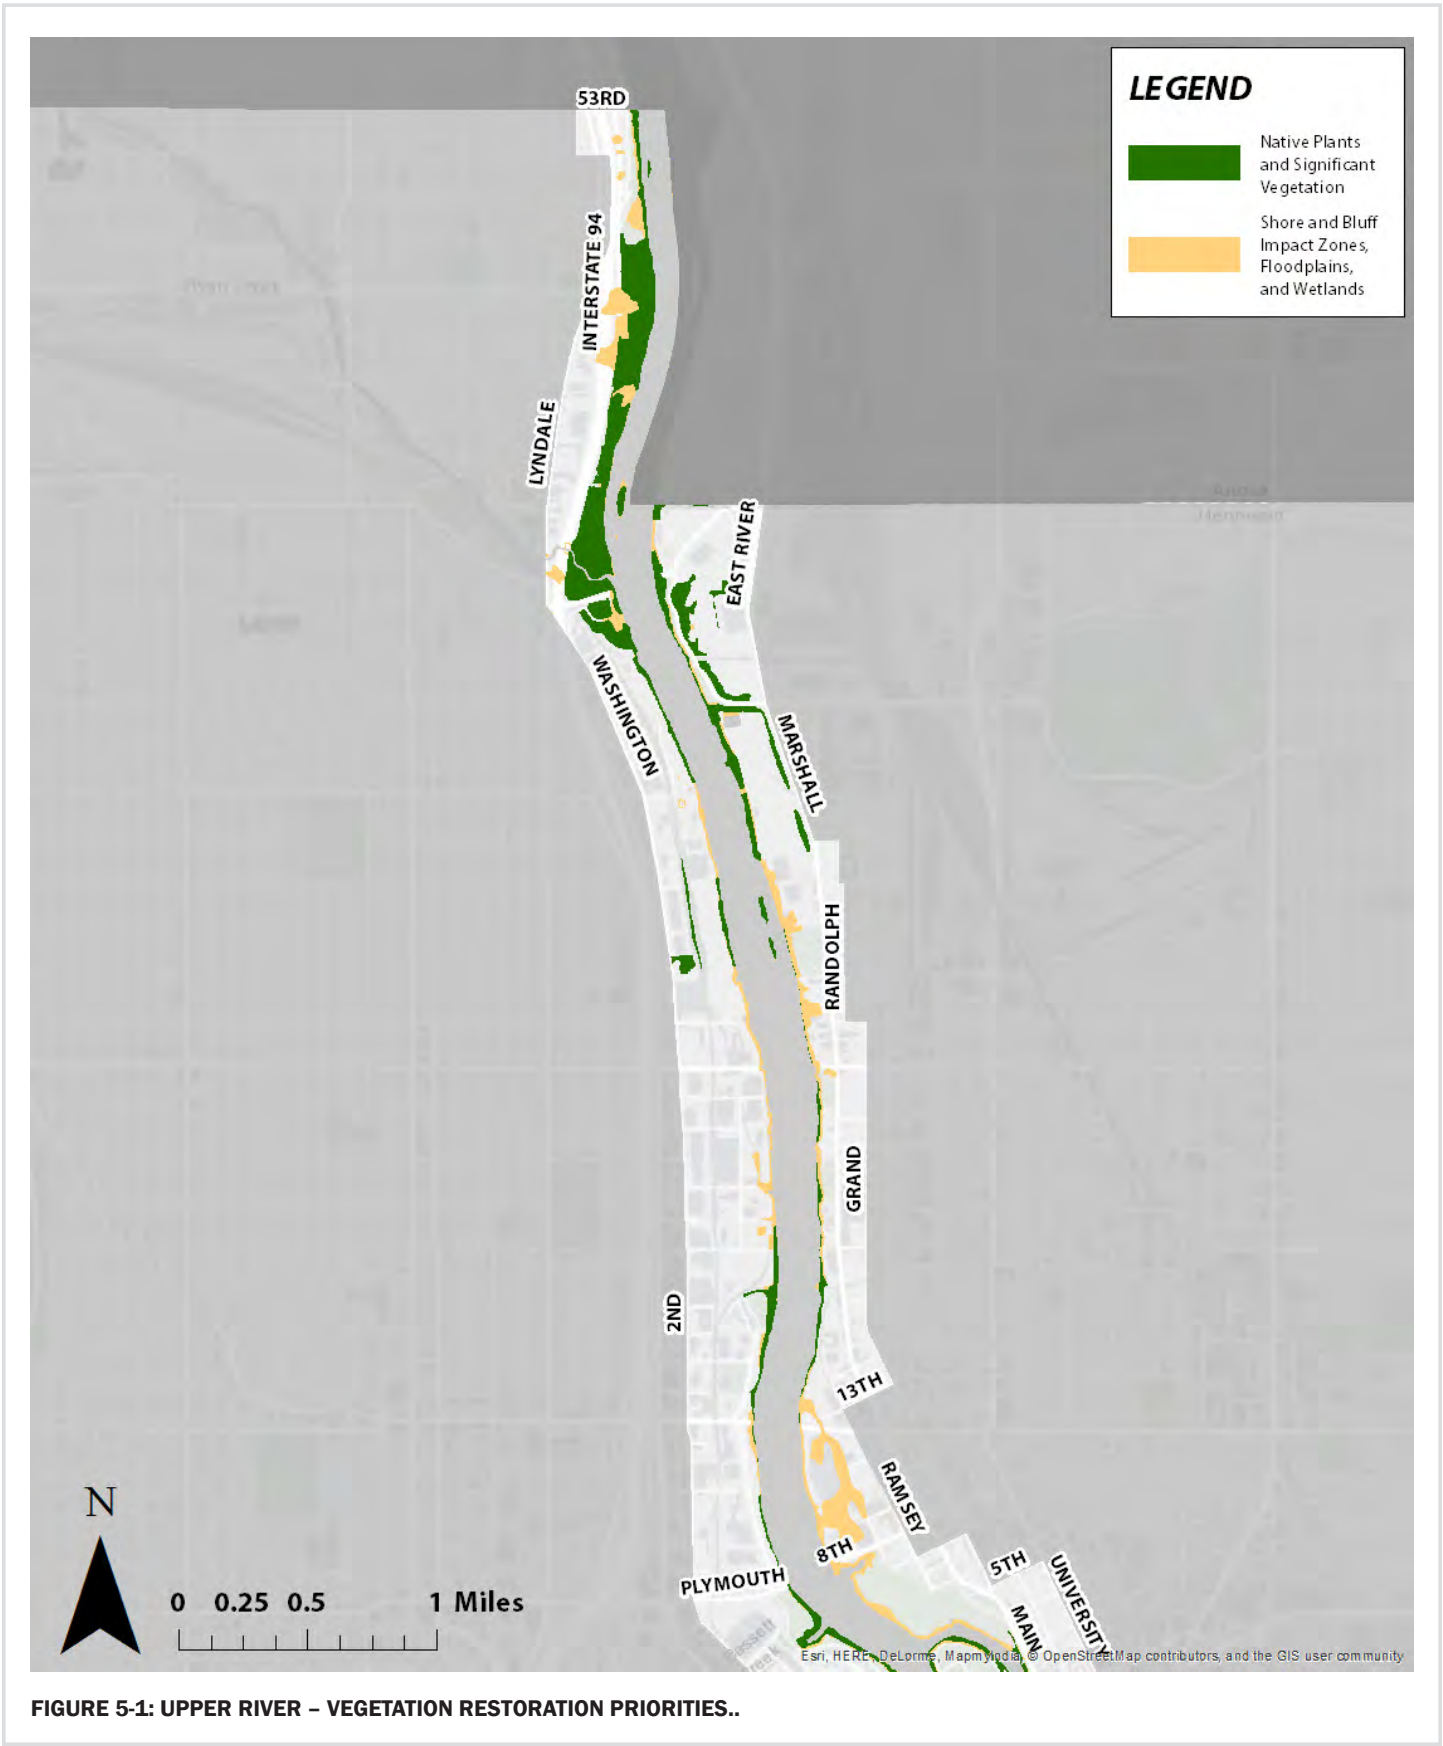 53RD
LEGEND
Native Plants
and Significant
Vegetation
Shore and Bluff
Impact Zones,
Floodplains,
and Wetlands
INTERSTATE 94
LYNDALE
EAST RIVER
WASHINGTON
MARSHALL
RANDOLPH
GRAND
2ND
13TH
RAMSEY
8TH
5TH
UNIVERSITY
PLYMOUTH
MAIN
N
0 0.25 0.5 1 Miles
Esri, HERE, DeLorme, MapmyIndia, © OpenStreetMap contributors, and the GIS user community
FIGURE 5-1: UPPER RIVER – VEGETATION RESTORATION PRIORITIES..